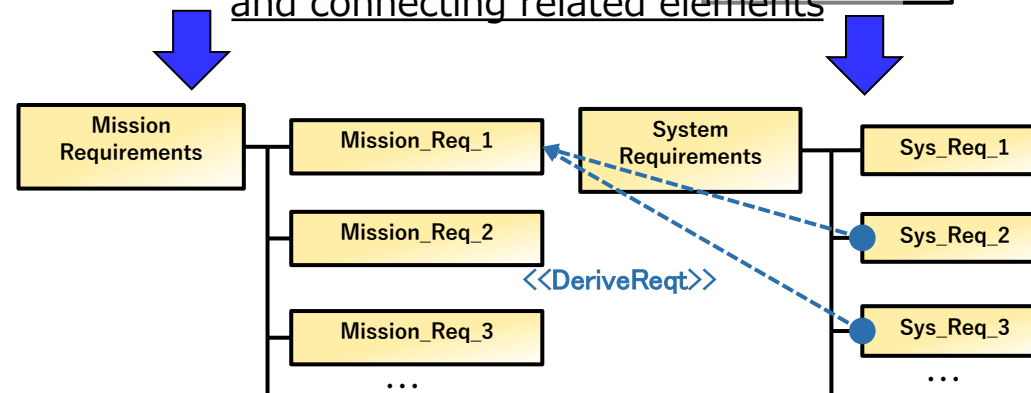 and connecting related elements
Mission
Requirements
Mission_Req_1
System
Requirements
Sys_Req_1
Mission_Req_2
Sys_Req_2
<<DeriveReqt>>
Mission_Req_3
Sys_Req_3
...
...